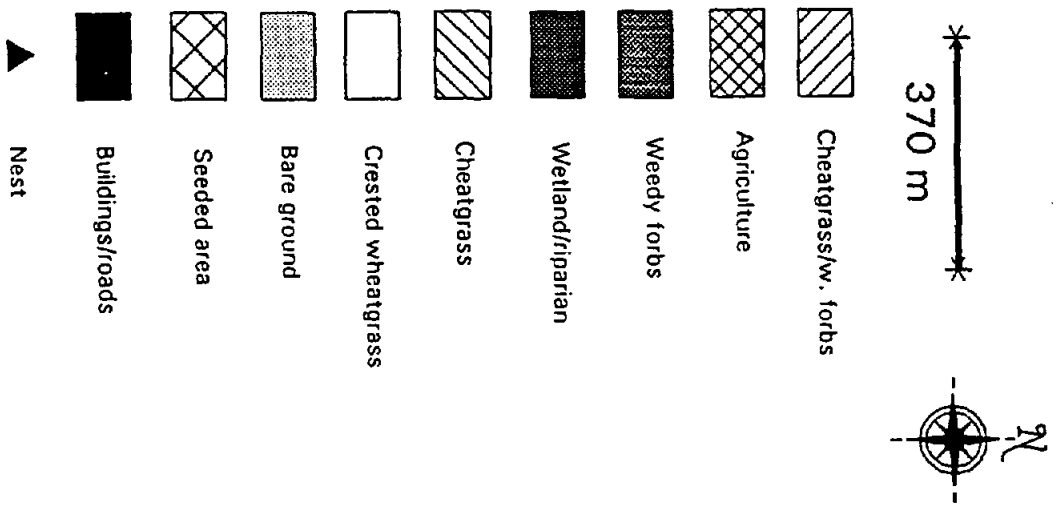 N
370 m
Cheatgrass/w. forbs
Agriculture
Weedy forbs
Wetland/riparian
Cheatgrass
Crested wheatgrass
Bare ground
Seeded area
Buildings/roads
Nest